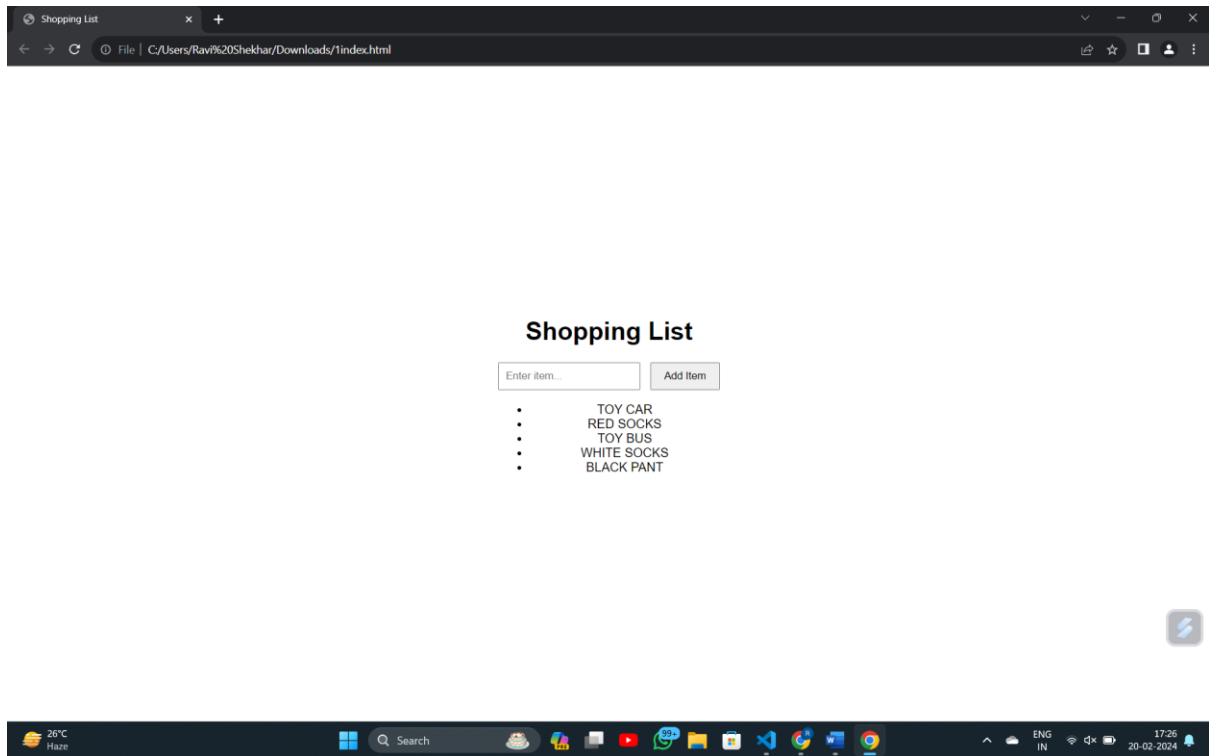 Shopping List
File | C:/Users/Ravi%20Shekhar/Downloads/1index.html
Shopping List
Enter item...
Add Item
TOY CAR
RED SOCKS
TOY BUS
WHITE SOCKS
BLACK PANT
26°C
Haze
Search
99+
ENG
IN
17:26
20-02-2024